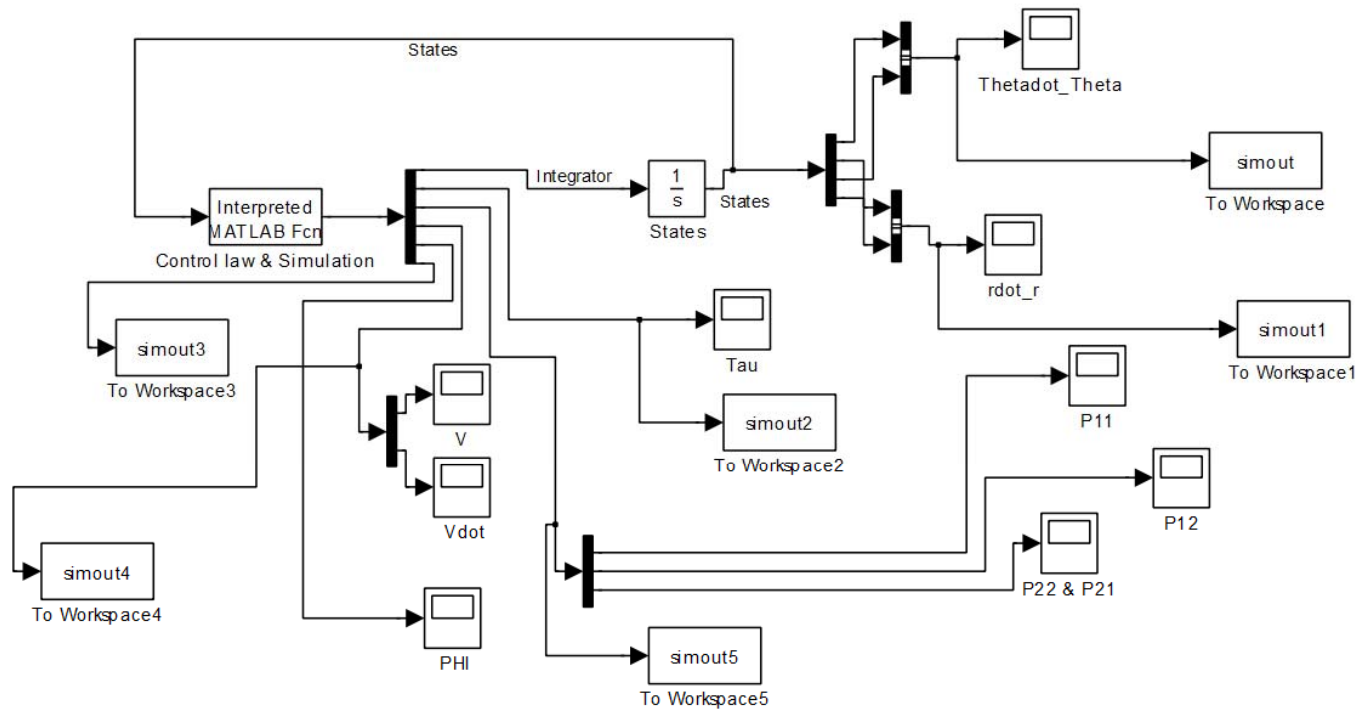 States
Thetadot_Theta
simout
To Workspace
Integrator
1
s
States
States
Interpreted
MATLAB Fcn
Control law & Simulation
rdot_r
simout1
To Workspace1
simout3
To Workspace3
Tau
V
P11
simout2
To Workspace2
Vdot
P12
simout4
To Workspace4
P22 & P21
PHI
simout5
To Workspace5